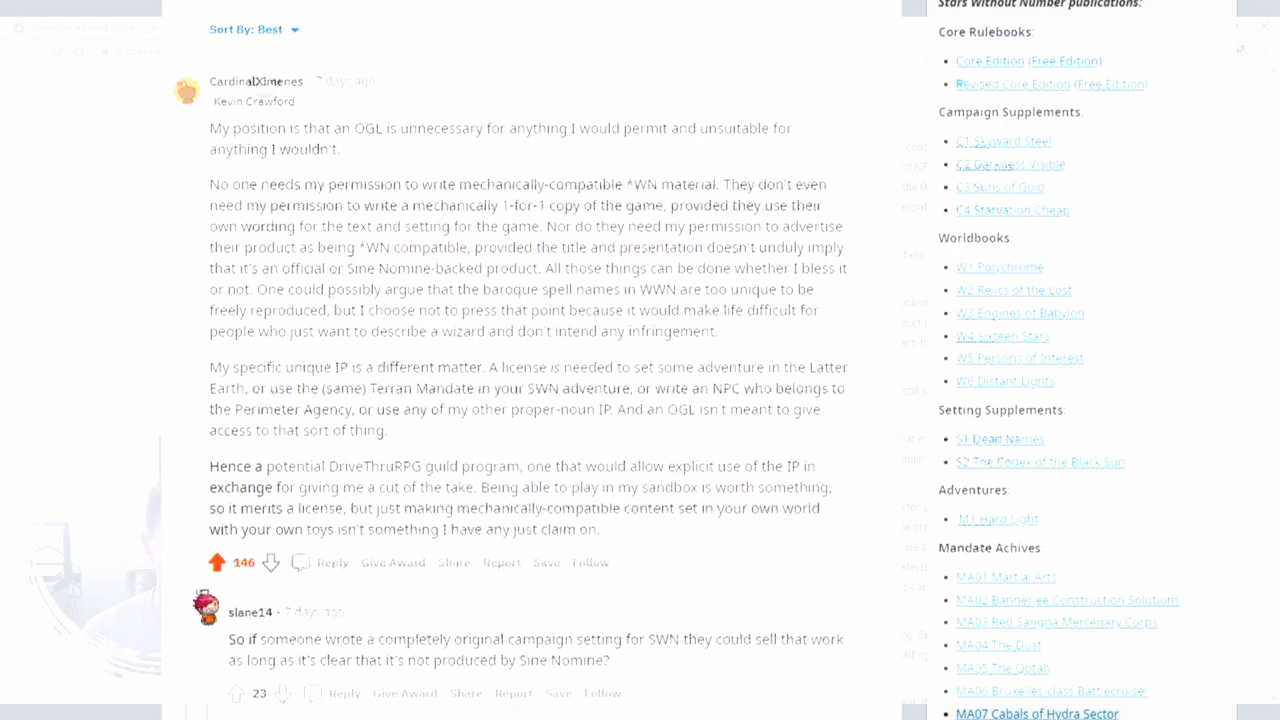 Sort By: Best
7 days ago
Kevin Crawford
My position is that an OGL is unnecessary for anything I would permit and unsuitable for
anything I wouldn't.
No one needs my permission to write mechanically-compatible *WN material. They don't even
need my permission to write a mechanically 1-for-1 copy of the game, provided they use their
own wording for it all and setting for the game. Nor do they need my permission to advertise
their product as being *WN compatible, provided the title and presentation doesn't unduly imply
that it's an official Sine Nomine-backed product. All those things can be done whether I bless it
or not. One could possibly argue that the baroque spell names in WWN are too unique to be
freely reproduced, but I choose not to press that point because it would make life difficult for
people who want to describe a wizard and don't intend any infringement.
My specific unique IP is a different matter. A license is needed to set some adventure in the Latter
Earth, or use the (name) Terran Mandate in your SWN adventure, or write an NPC who belongs to
the Perimeter Agency, or use any of my other proper-noun IP. And an OGL isn't meant to give
access to that sort of thing.
Hence a potential DriveThruRPG guild program, one that would allow explicit use of the IP in
exchange for giving me a cut of the take. Being able to play in my sandbox is worth something,
so it merits a license, but just making mechanically-compatible content set in your own world
with your own isn't something I have any just claim on.
146 Reply Give Award Share Report Save Follow
slane14 · 7 days ago
So if someone made a completely original campaign setting for SWN they could sell that work
as long as it's clear that it's not produced by Sine Nomine?
23 Reply Give Award Share Report Save Follow
Stars Without Number publications:
Core Rulebooks:
Core Edition (Free Edition)
Revised Core Edition (Free Edition)
Campaign Supplements:
C1 Skyward Steel
C2 Darkness Visible
C3 Suns of Gold
C4 Starvation Cheap
Worldbooks:
W1 Polychrome
W2 Relics of the Lost
W3 Engines of Babylon
W4 Sixteen Stars
W5 Persons of Interest
W6 Distant Lights
Setting Supplements:
S1 Dead Names
S2 The Codex of the Black Sun
Adventures:
M1 Hard Light
Mandate Achives:
MA01 Martial Arts
MA02 Bannerjee Construction Solutions
MA03 Red Sangha Mercenary Corps
MA04 The Dust
MA05 The Qotah
MA06 Bruxelles-class Battlecruiser
MA07 Cabals of Hydra Sector